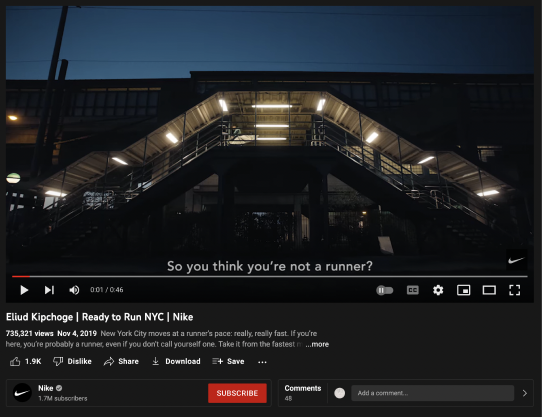 So you think you're not a runner?
0:01 / 0:46
CC
Eliud Kipchoge | Ready to Run NYC | Nike
735,321 views Nov 4, 2019 New York City moves at a runner's pace: really, really fast. If you're
here, you're probably a runner, even if you don't call yourself one. Take it from the fastest ...more
1.9K Dislike Share Download Save ...
Nike
1.7M subscribers
SUBSCRIBE
Comments
48
Add a comment...